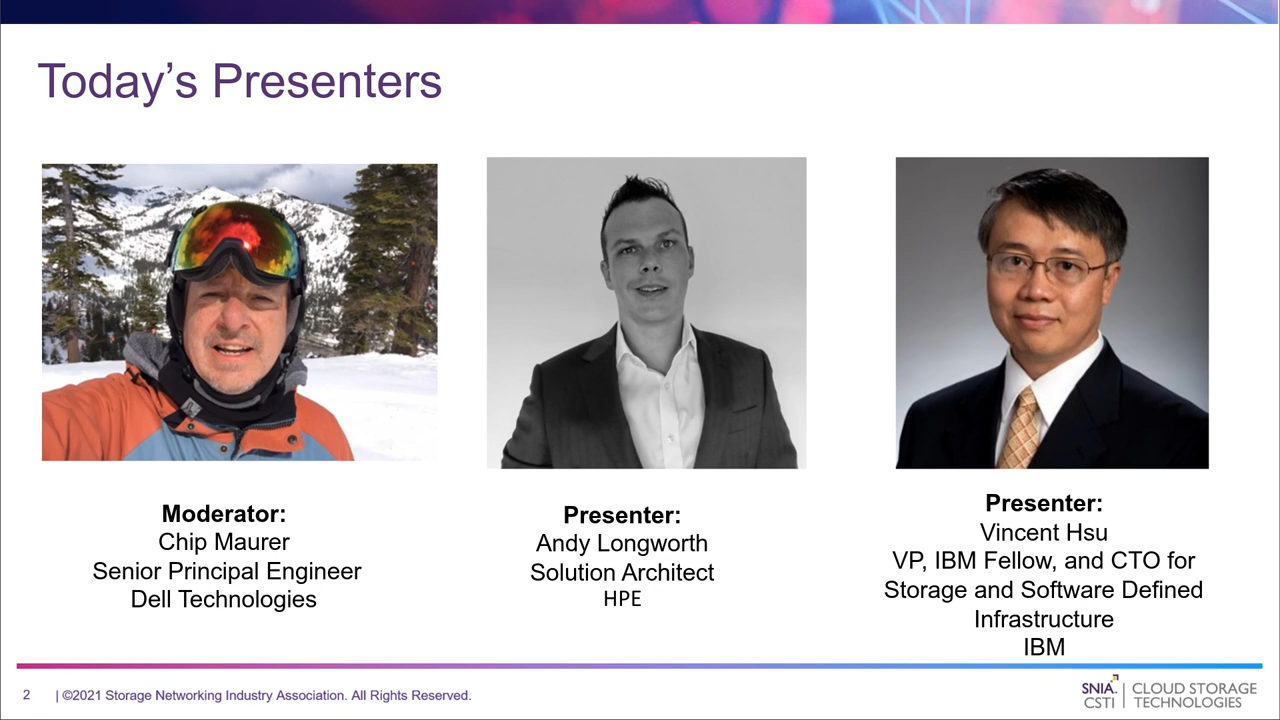 Today’s Presenters
Moderator:
Chip Maurer
Senior Principal Engineer
Dell Technologies
Presenter:
Andy Longworth
Solution Architect
HPE
Presenter:
Vincent Hsu
VP, IBM Fellow, and CTO for
Storage and Software Defined
Infrastructure
IBM
2 | ©2021 Storage Networking Industry Association. All Rights Reserved.
SNIA. | CLOUD STORAGE
CSTI | TECHNOLOGIES